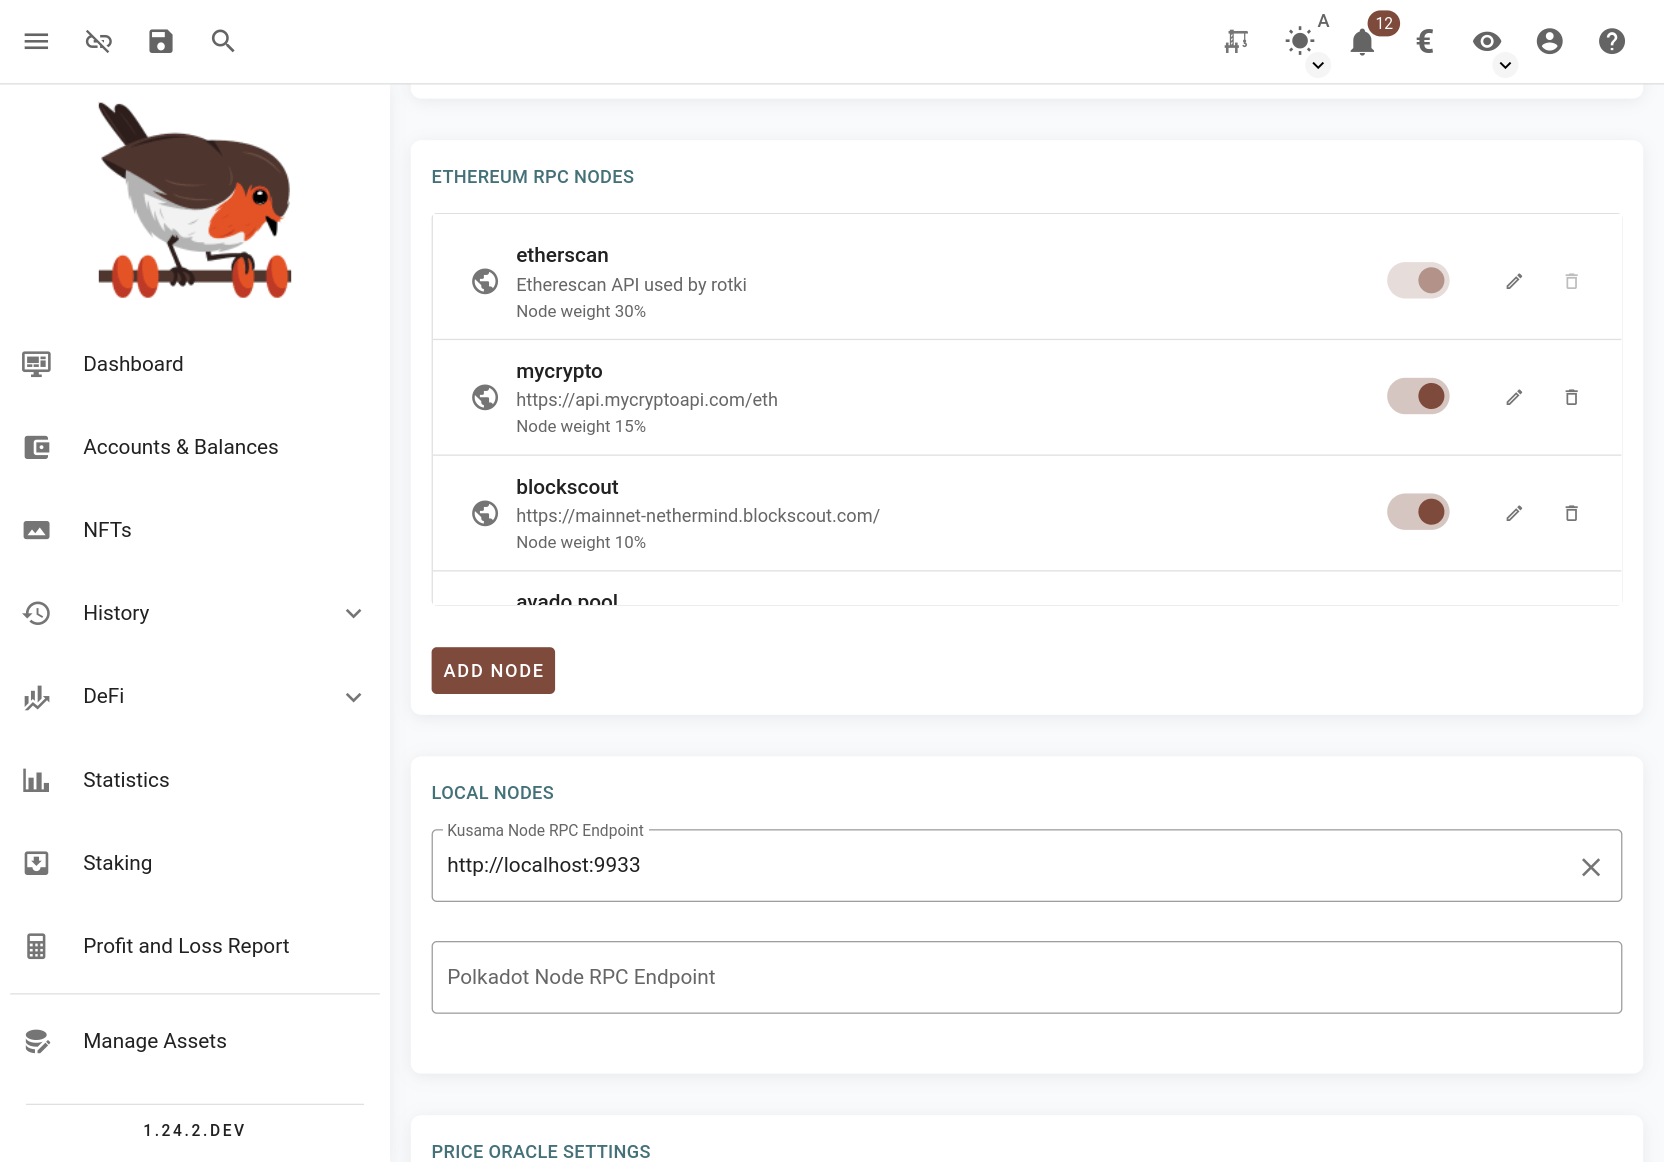 A
12
€
Dashboard
Accounts & Balances
NFTs
History
DeFi
Statistics
Staking
Profit and Loss Report
Manage Assets
1.24.2.DEV
ETHEREUM RPC NODES
etherscan
Etherescan API used by rotki
Node weight 30%
mycrypto
https://api.mycryptoapi.com/eth
Node weight 15%
blockscout
https://mainnet-nethermind.blockscout.com/
Node weight 10%
avado pool
ADD NODE
LOCAL NODES
Kusama Node RPC Endpoint
http://localhost:9933
Polkadot Node RPC Endpoint
PRICE ORACLE SETTINGS